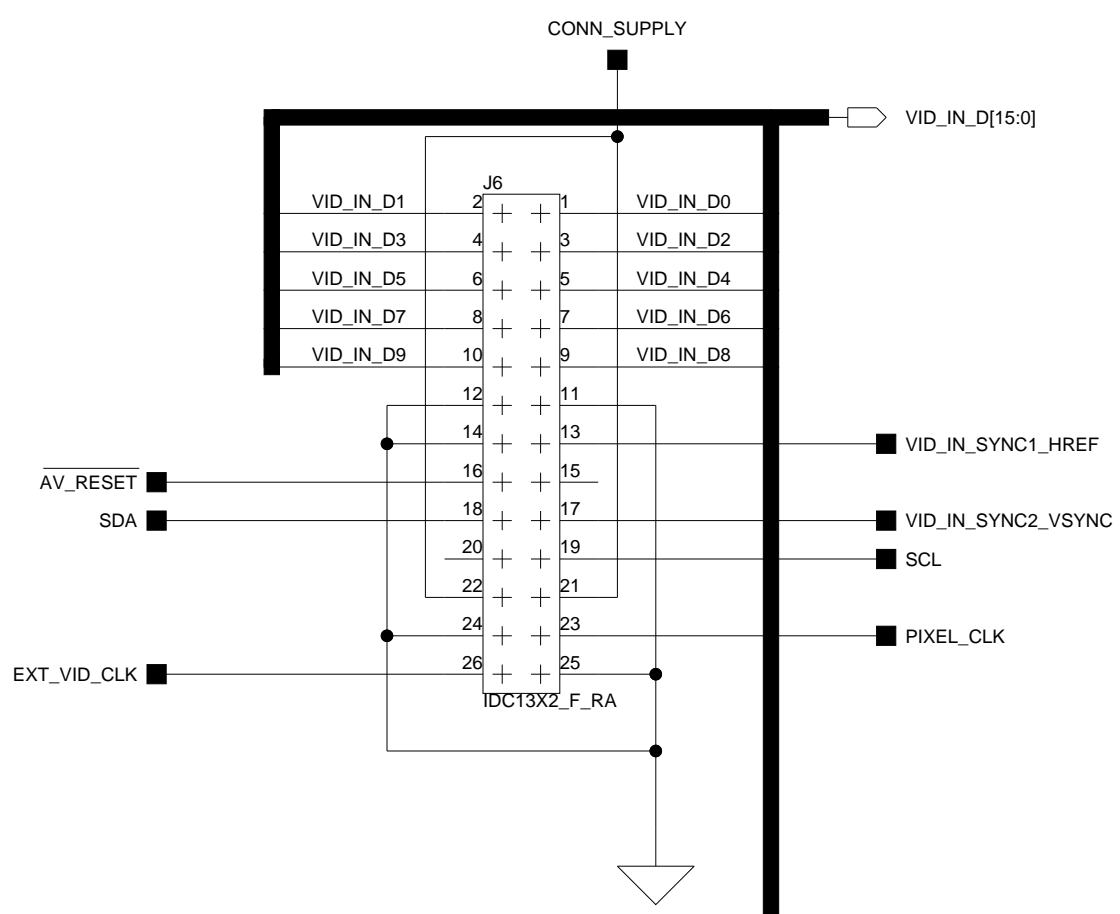 CONN_SUPPLY
VID_IN_D[15:0]
J6
VID_IN_D1 2 1 VID_IN_D0
VID_IN_D3 4 3 VID_IN_D2
VID_IN_D5 6 5 VID_IN_D4
VID_IN_D7 8 7 VID_IN_D6
VID_IN_D9 10 9 VID_IN_D8
12 11
14 13 VID_IN_SYNC1_HREF
AV_RESET 16 15
SDA 18 17 VID_IN_SYNC2_VSYNC
20 19 SCL
22 21
24 23 PIXEL_CLK
EXT_VID_CLK 26 25
IDC13X2_F_RA